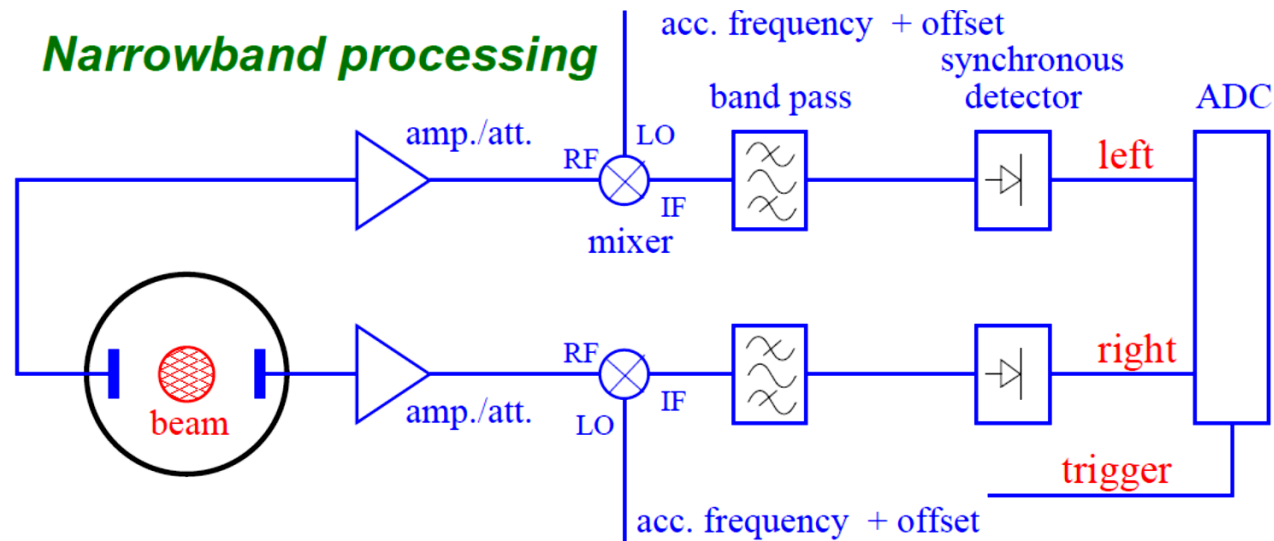 Narrowband processing
acc. frequency + offset
synchronous
detector
band pass
ADC
amp./att.
LO
RF
IF
mixer
left
beam
amp./att.
RF
IF
LO
right
trigger
acc. frequency + offset